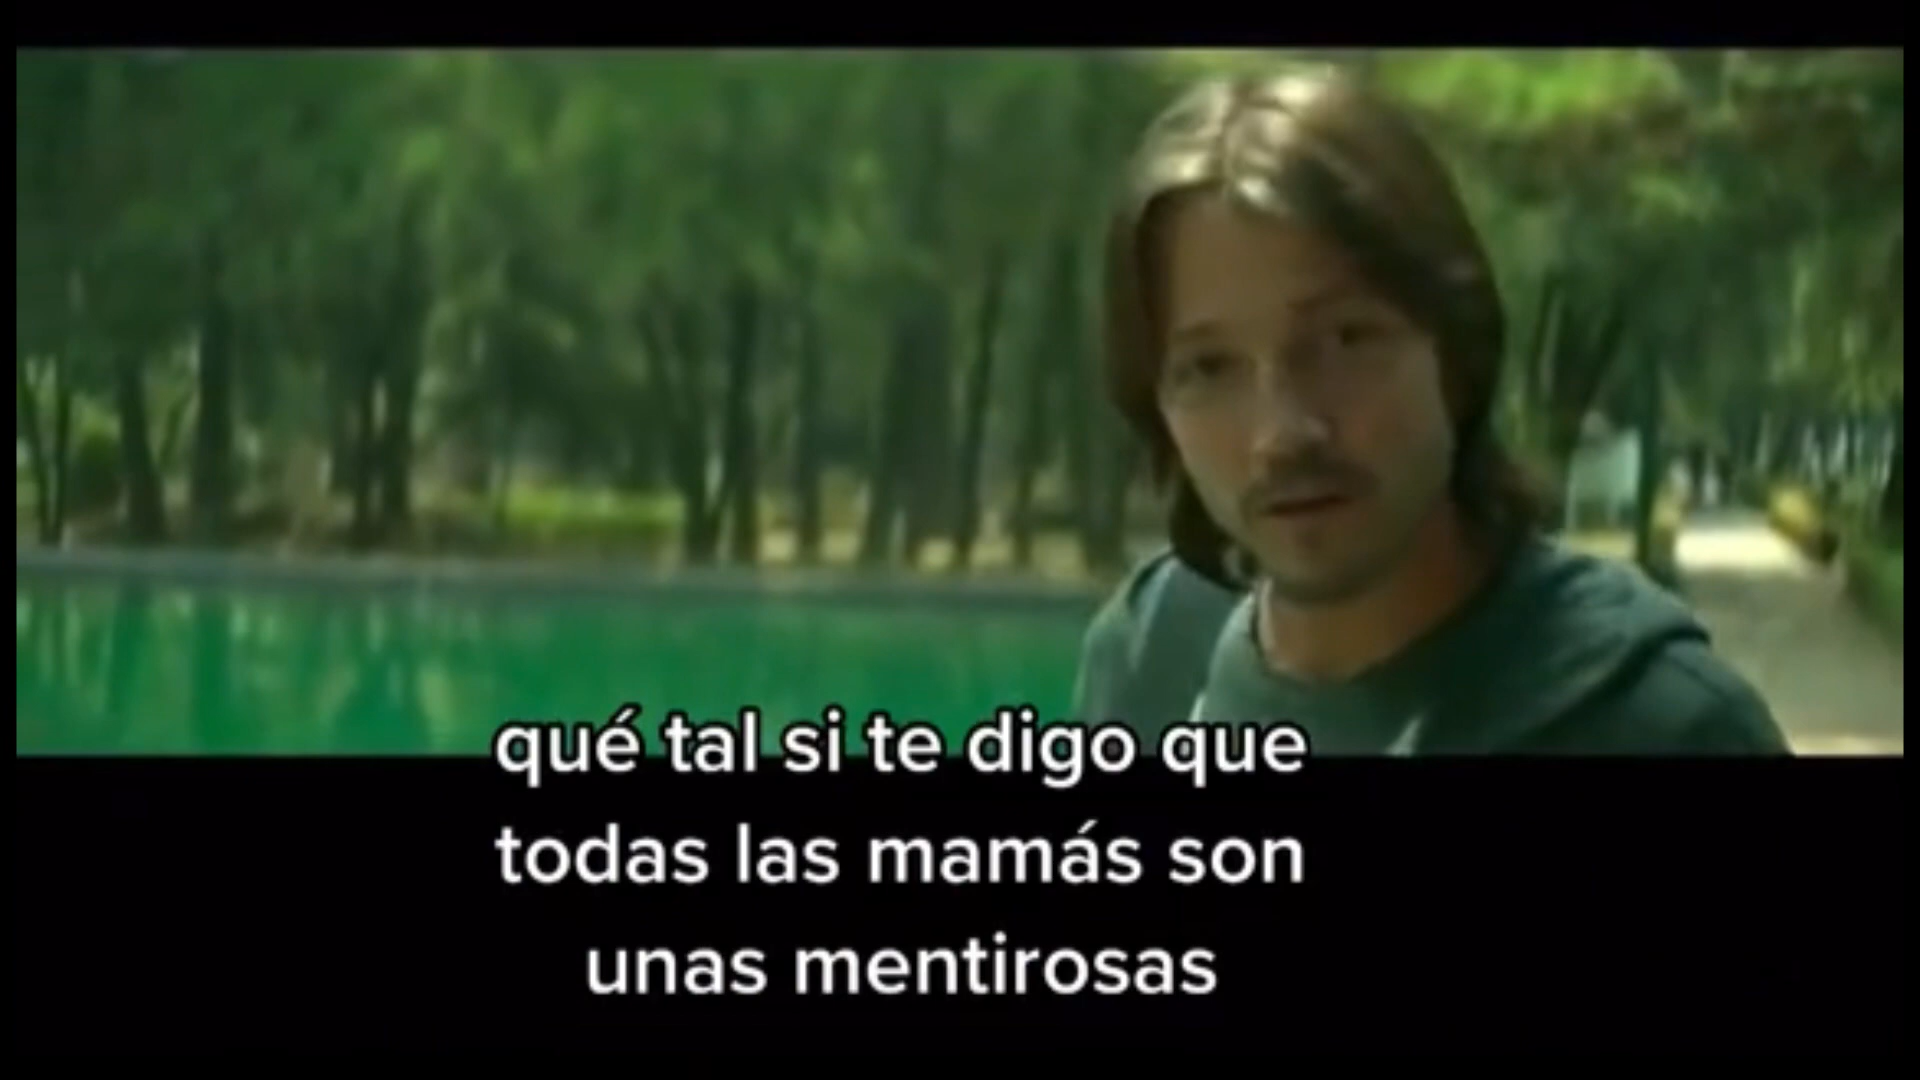 qué tal si te digo que
todas las mamás son
unas mentirosas